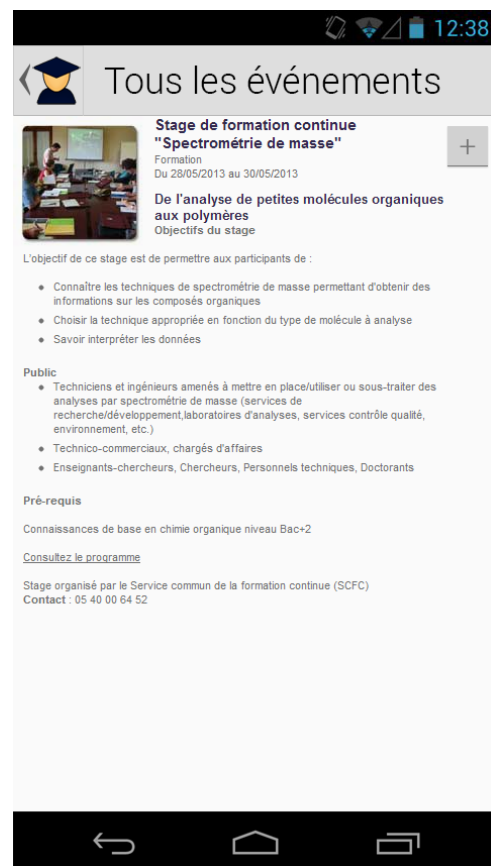 12:38
Tous les événements
Stage de formation continue
"Spectrométrie de masse"
Formation
Du 28/05/2013 au 30/05/2013
De l'analyse de petites molécules organiques
aux polymères
Objectifs du stage
L'objectif de ce stage est de permettre aux participants de :
• Connaître les techniques de spectrométrie de masse permettant d'obtenir des
informations sur les composés organiques
• Choisir la technique appropriée en fonction du type de molécule à analyse
• Savoir interpréter les données
Public
• Techniciens et ingénieurs amenés à mettre en place/utiliser ou sous-traiter des
analyses par spectrométrie de masse (services de
recherche/développement,laboratoires d'analyses, services contrôle qualité,
environnement, etc.)
• Technico-commerciaux, chargés d'affaires
• Enseignants-chercheurs, Chercheurs, Personnels techniques, Doctorants
Pré-requis
Connaissances de base en chimie organique niveau Bac+2
Consultez le programme
Stage organisé par le Service commun de la formation continue (SCFC)
Contact : 05 40 00 64 52